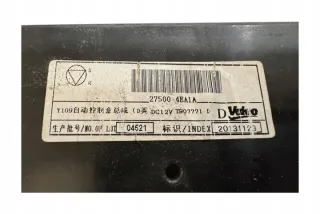 27500-4EA1A
Y109自动控制盒总成 (D类 DC12V T907771 D
D Valeo
生产批号/NO.OF LOT 04521 标识/INDEX 20131123